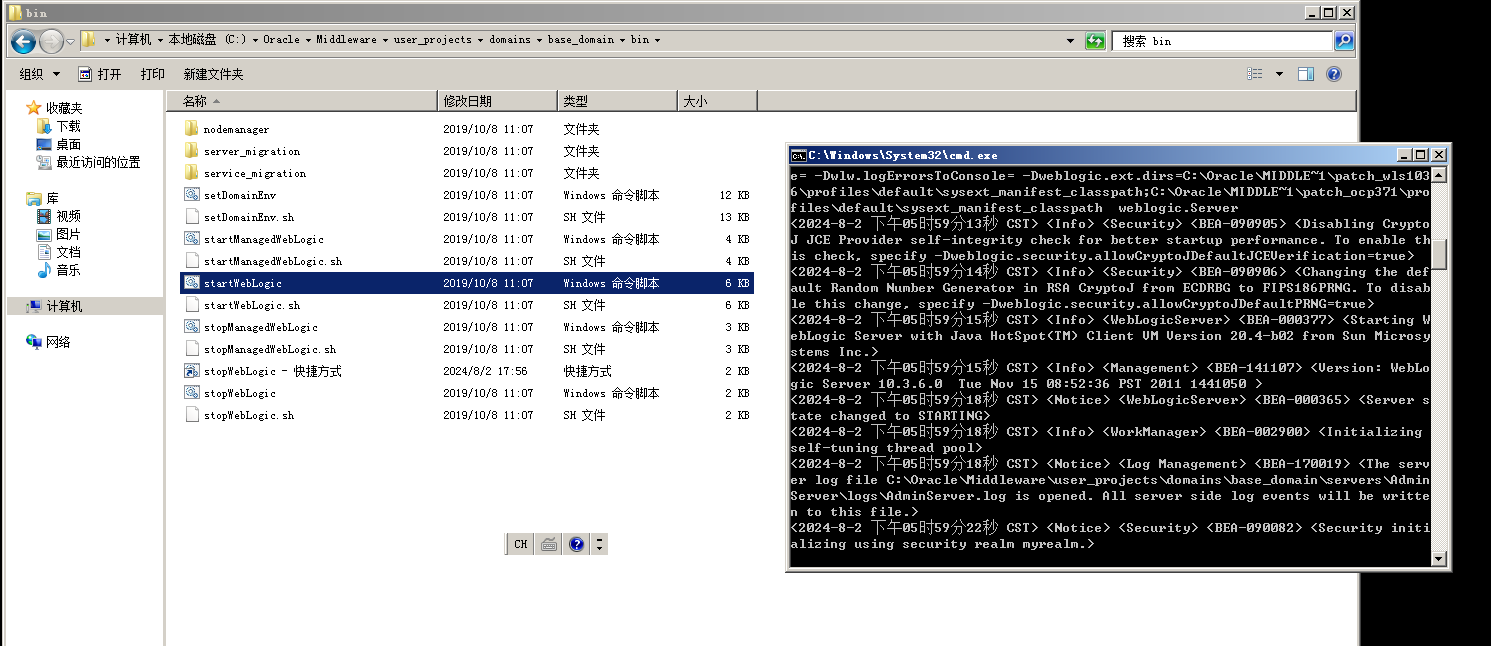 bin
计算机 本地磁盘 (C:) Oracle Middleware user_projects domains base_domain bin
搜索 bin
组织 打开 打印 新建文件夹
收藏夹
下载
桌面
最近访问的位置
库
视频
图片
文档
音乐
计算机
网络
名称 修改日期 类型 大小
nodemanager 2019/10/8 11:07 文件夹
server_migration 2019/10/8 11:07 文件夹
service_migration 2019/10/8 11:07 文件夹
setDomainEnv 2019/10/8 11:07 Windows 命令脚本 12 KB
setDomainEnv.sh 2019/10/8 11:07 SH 文件 13 KB
startManagedWebLogic 2019/10/8 11:07 Windows 命令脚本 4 KB
startManagedWebLogic.sh 2019/10/8 11:07 SH 文件 4 KB
startWebLogic 2019/10/8 11:07 Windows 命令脚本 6 KB
startWebLogic.sh 2019/10/8 11:07 SH 文件 6 KB
stopManagedWebLogic 2019/10/8 11:07 Windows 命令脚本 3 KB
stopManagedWebLogic.sh 2019/10/8 11:07 SH 文件 3 KB
stopWebLogic - 快捷方式 2024/8/2 17:56 快捷方式 2 KB
stopWebLogic 2019/10/8 11:07 Windows 命令脚本 2 KB
stopWebLogic.sh 2019/10/8 11:07 SH 文件 2 KB
CH
C:\Windows\System32\cmd.exe
e= -Dwlw.logErrorsToConsole= -Dweblogic.ext.dirs=C:\Oracle\MIDDLE~1\patch_wls103
6\profiles\default\sysext_manifest_classpath;C:\Oracle\MIDDLE~1\patch_ocp371\pro
files\default\sysext_manifest_classpath  weblogic.Server
<2024-8-2 下午05时59分13秒 CST> <Info> <Security> <BEA-090905> <Disabling Crypto
J JCE Provider self-integrity check for better startup performance. To enable th
is check, specify -Dweblogic.security.allowCryptoJDefaultJCEVerification=true>
<2024-8-2 下午05时59分14秒 CST> <Info> <Security> <BEA-090906> <Changing the def
ault Random Number Generator in RSA CryptoJ from ECDRBG to FIPS186PRNG. To disab
le this change, specify -Dweblogic.security.allowCryptoJDefaultPRNG=true>
<2024-8-2 下午05时59分15秒 CST> <Info> <WebLogicServer> <BEA-000377> <Starting W
ebLogic Server with Java HotSpot(TM) Client VM Version 20.4-b02 from Sun Microsy
stems Inc.>
<2024-8-2 下午05时59分15秒 CST> <Info> <Management> <BEA-141107> <Version: WebLo
gic Server 10.3.6.0  Tue Nov 15 08:52:36 PST 2011 1441050 >
<2024-8-2 下午05时59分18秒 CST> <Notice> <WebLogicServer> <BEA-000365> <Server s
tate changed to STARTING>
<2024-8-2 下午05时59分18秒 CST> <Info> <WorkManager> <BEA-002900> <Initializing
self-tuning thread pool>
<2024-8-2 下午05时59分18秒 CST> <Notice> <Log Management> <BEA-170019> <The serv
er log file C:\Oracle\Middleware\user_projects\domains\base_domain\servers\Admin
Server\logs\AdminServer.log is opened. All server side log events will be writte
n to this file.>
<2024-8-2 下午05时59分22秒 CST> <Notice> <Security> <BEA-090082> <Security initi
alizing using security realm myrealm.>